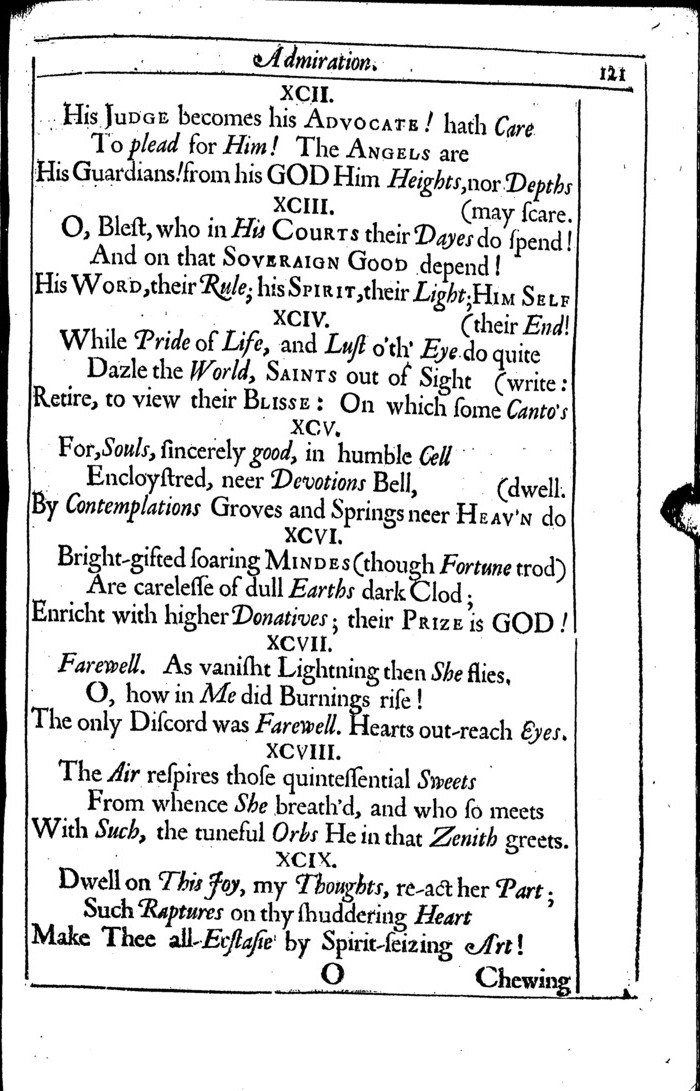 Admiration. 121
XCII.
His JUDGE becomes his ADVOCATE! hath Care
To plead for Him! The ANGELS are
His Guardians! from his GOD Him Heights, nor Depths
XCIII. (may ſcare.
O, Bleſt, who in His COURTS their Dayes do ſpend!
And on that SOVERAIGN GOOD depend!
His WORD, their Rule; his SPIRIT, their Light; HIM SELF
XCIV. (their End!
While Pride of Life, and Luſt o'th' Eye do quite
Dazle the World, SAINTS out of Sight (write:
Retire, to view their BLISSE: On which ſome Canto's
XCV.
For, Souls, ſincerely good, in humble Cell
Encloyſtred, neer Devotions Bell, (dwell.
By Contemplations Groves and Springs neer HEAV'N do
XCVI.
Bright-gifted ſoaring MINDES (though Fortune trod)
Are careleſſe of dull Earths dark Clod;
Enricht with higher Donatives; their PRIZE is GOD!
XCVII.
Farewell. As vaniſht Lightning then She flies,
O, how in Me did Burnings riſe!
The only Diſcord was Farewell. Hearts out-reach Eyes.
XCVIII.
The Air reſpires thoſe quinteſſential Sweets
From whence She breath'd, and who ſo meets
With Such, the tuneful Orbs He in that Zenith greets.
XCIX.
Dwell on This Joy, my Thoughts, re-act her Part;
Such Raptures on thy ſhuddering Heart
Make Thee all-Ecſtaſie by Spirit-ſeizing Art!
O Chewing